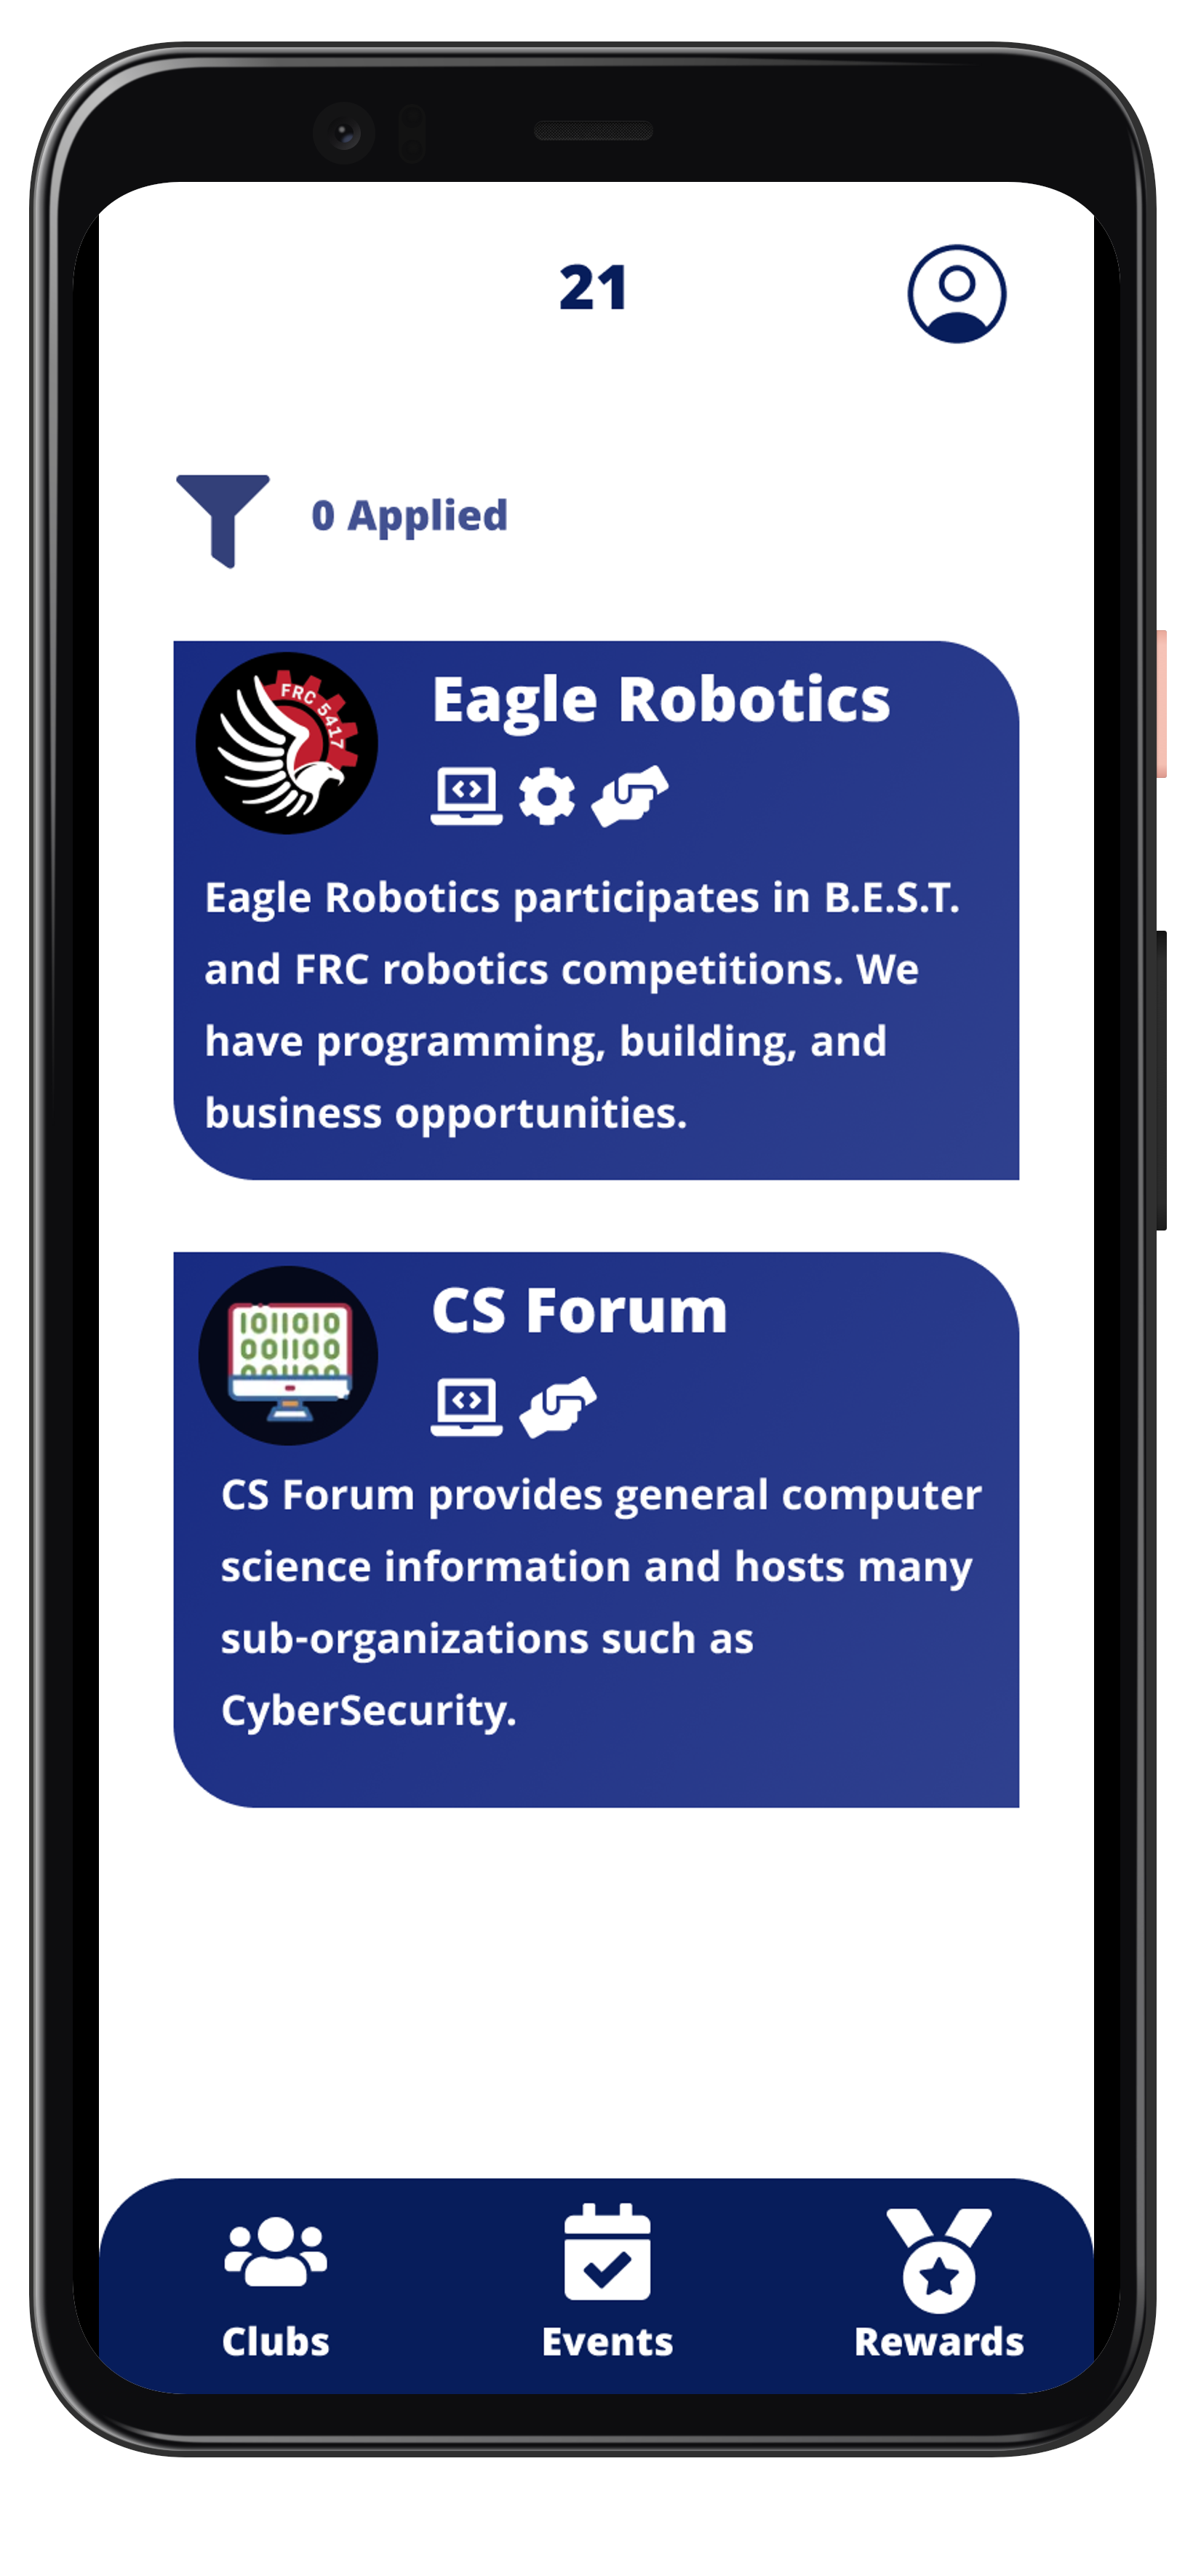 21
0 Applied
FRC 5417
Eagle Robotics
Eagle Robotics participates in B.E.S.T.
and FRC robotics competitions. We
have programming, building, and
business opportunities.
1011010
001100
001100
CS Forum
CS Forum provides general computer
science information and hosts many
sub-organizations such as
CyberSecurity.
Clubs
Events
Rewards